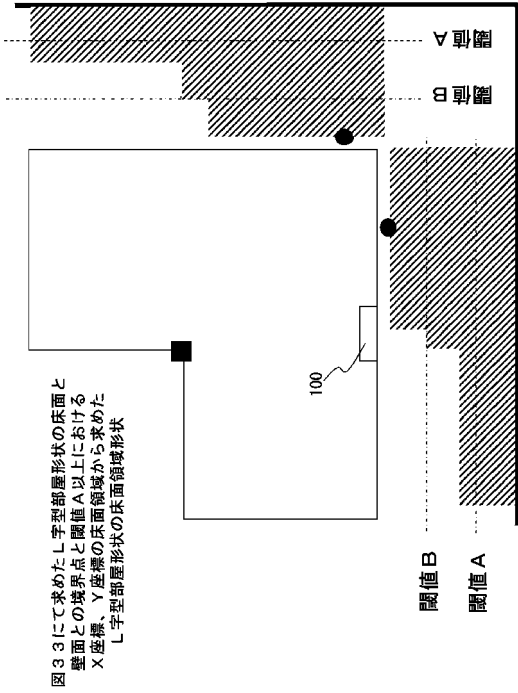 図33にて求めたL字型部屋形状の床面と
壁面との境界点と閾値A以上における
X座標、Y座標の床面領域から求めた
L字型部屋形状の床面領域形状
100
閾値A
閾値B
閾値B
閾値A